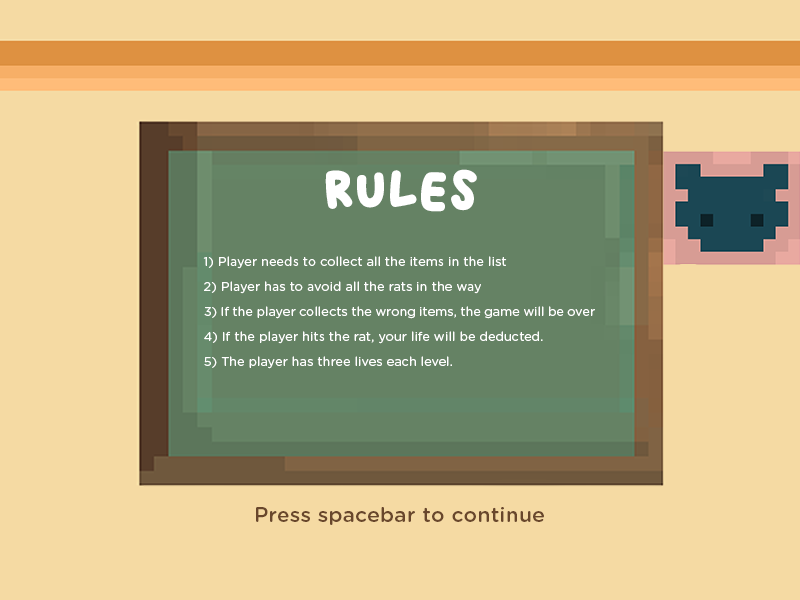 RULES
1) Player needs to collect all the items in the list
2) Player has to avoid all the rats in the way
3) If the player collects the wrong items, the game will be over
4) If the player hits the rat, your life will be deducted.
5) The player has three lives each level.
Press spacebar to continue